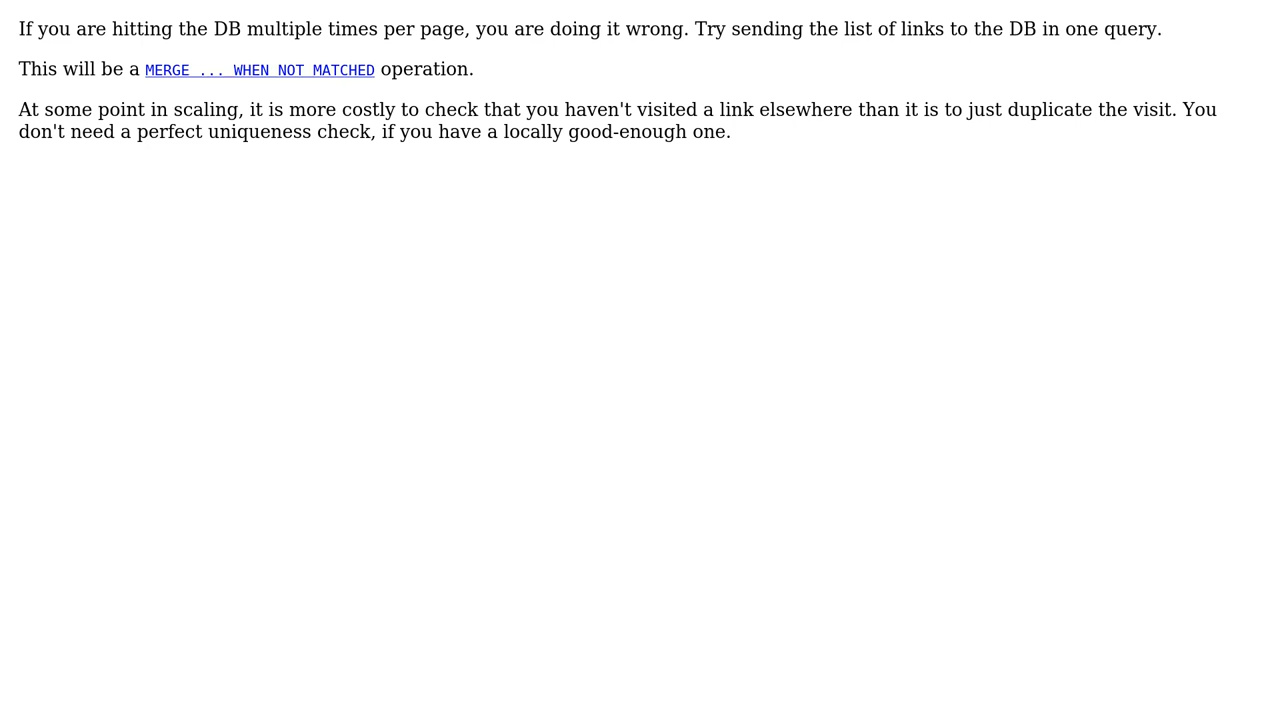 If you are hitting the DB multiple times per page, you are doing it wrong. Try sending the list of links to the DB in one query.
This will be a MERGE ... WHEN NOT MATCHED operation.
At some point in scaling, it is more costly to check that you haven't visited a link elsewhere than it is to just duplicate the visit. You
don't need a perfect uniqueness check, if you have a locally good-enough one.